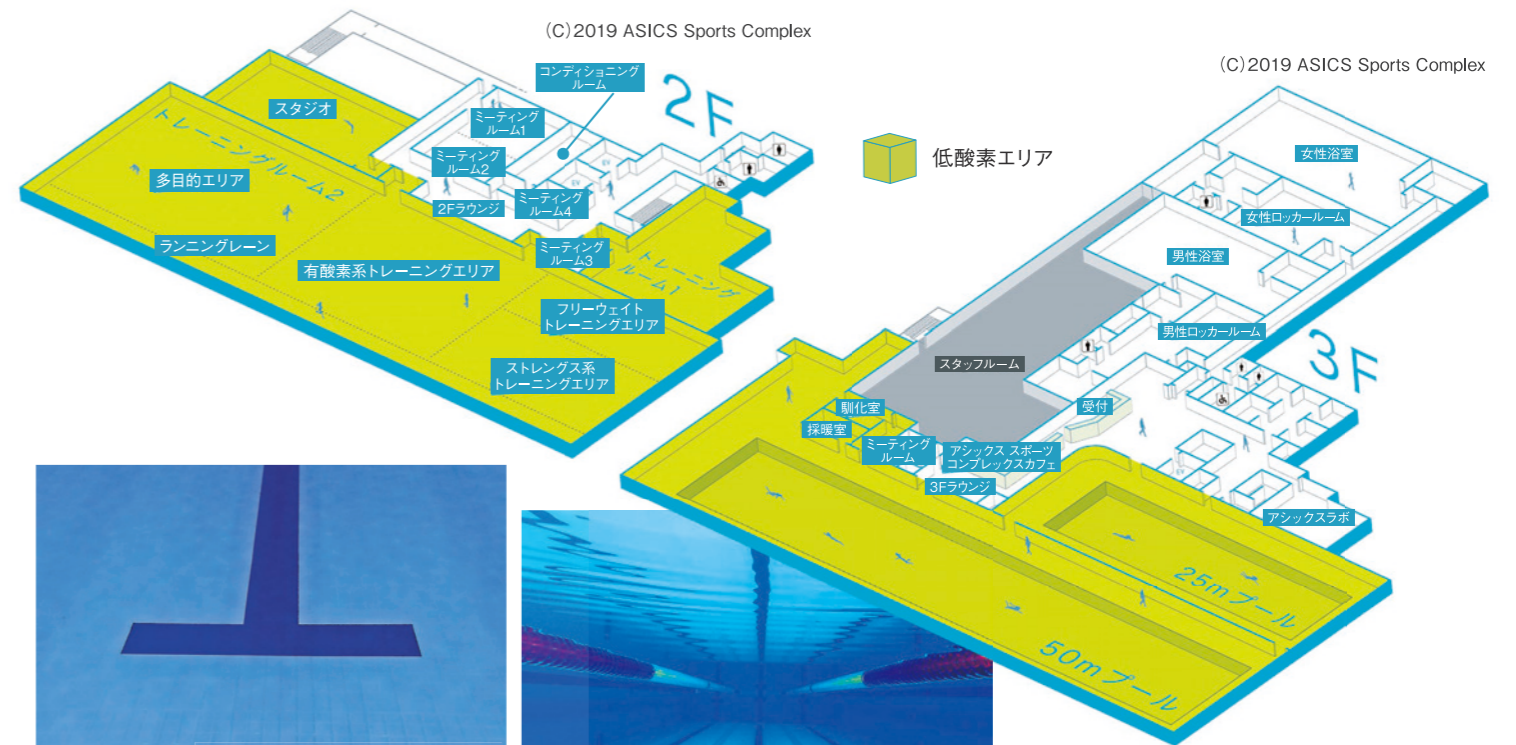 (C)2019 ASICS Sports Complex
2F
コンディショニング
ルーム
スタジオ
ミーティング
ルーム1
トレーニングルーム2
ミーティング
ルーム2
多目的エリア
2Fラウンジ
ミーティング
ルーム4
ランニングレーン
ミーティング
ルーム3
有酸素系トレーニングエリア
トレーニング
ルーム1
フリーウェイト
トレーニングエリア
ストレングス系
トレーニングエリア
低酸素エリア
(C)2019 ASICS Sports Complex
3F
女性浴室
女性ロッカールーム
男性浴室
男性ロッカールーム
スタッフルーム
受付
馴化室
採暖室
ミーティング
ルーム
アシックス スポーツ
コンプレックスカフェ
3Fラウンジ
アシックスラボ
25mプール
50mプール